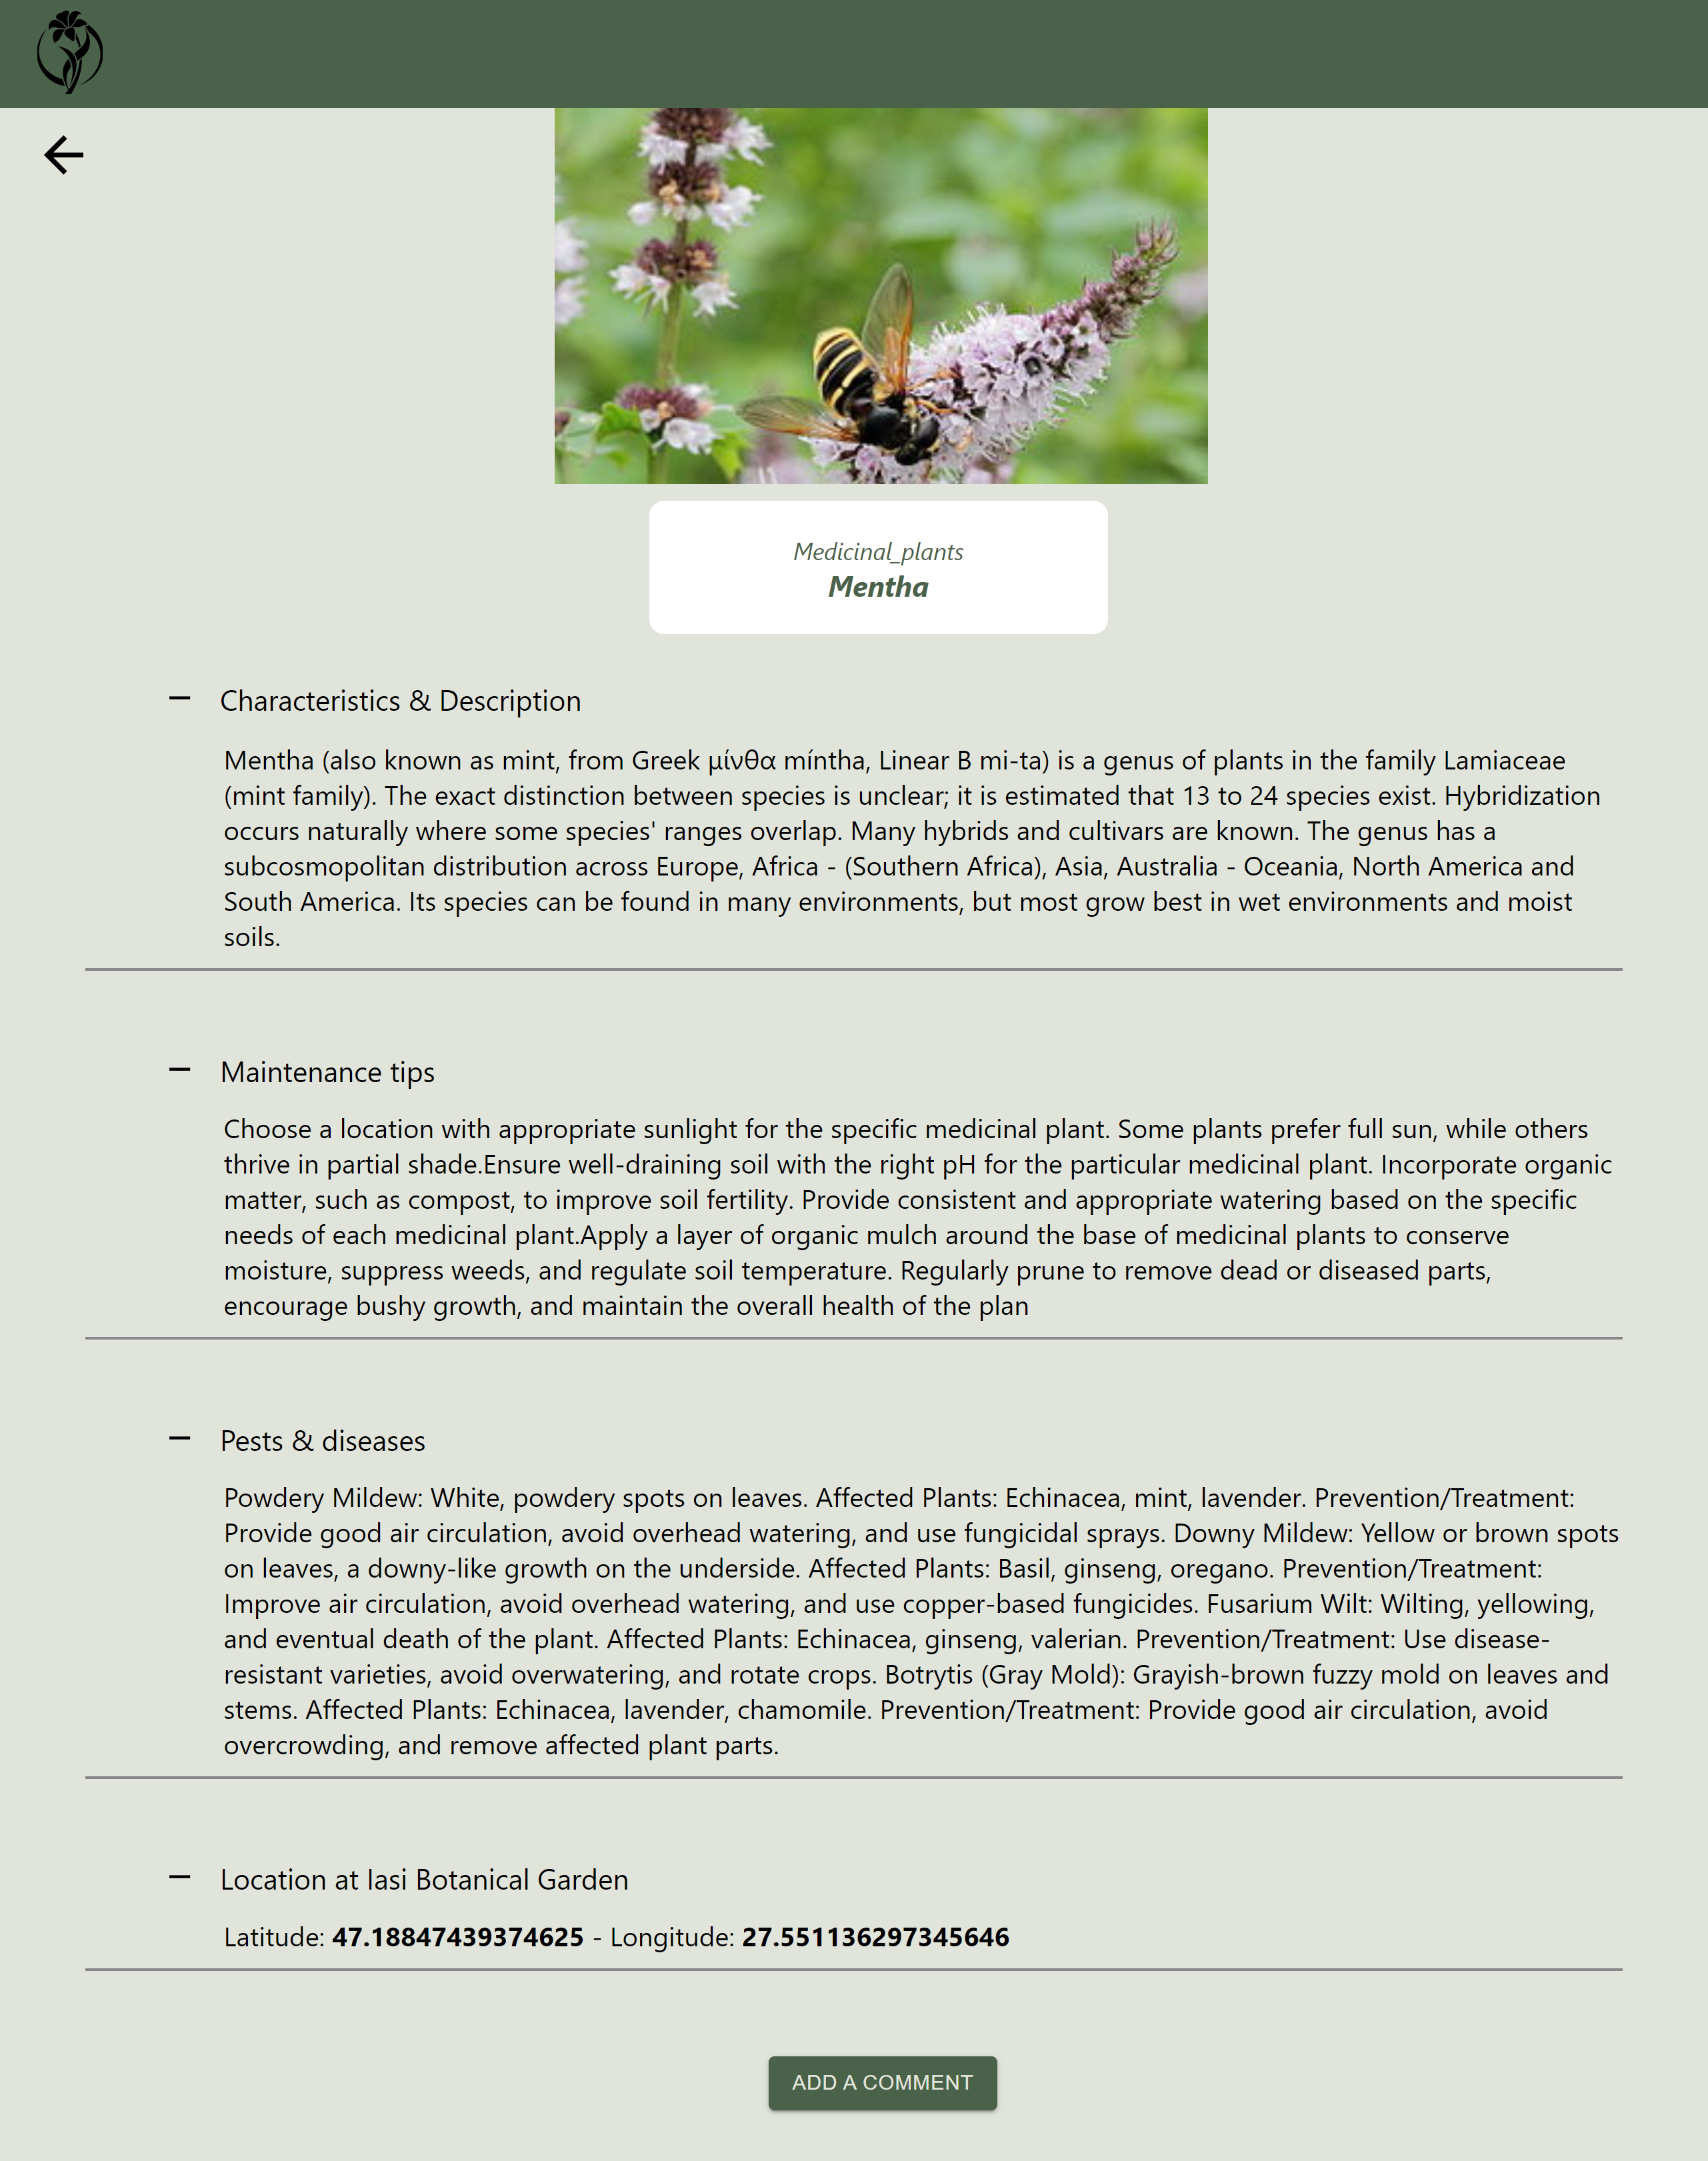 Medicinal_plants
Mentha
Characteristics & Description
Mentha (also known as mint, from Greek μίνθα míntha, Linear B mi-ta) is a genus of plants in the family Lamiaceae
(mint family). The exact distinction between species is unclear; it is estimated that 13 to 24 species exist. Hybridization
occurs naturally where some species' ranges overlap. Many hybrids and cultivars are known. The genus has a
subcosmopolitan distribution across Europe, Africa - (Southern Africa), Asia, Australia - Oceania, North America and
South America. Its species can be found in many environments, but most grow best in wet environments and moist
soils.
Maintenance tips
Choose a location with appropriate sunlight for the specific medicinal plant. Some plants prefer full sun, while others
thrive in partial shade.Ensure well-draining soil with the right pH for the particular medicinal plant. Incorporate organic
matter, such as compost, to improve soil fertility. Provide consistent and appropriate watering based on the specific
needs of each medicinal plant.Apply a layer of organic mulch around the base of medicinal plants to conserve
moisture, suppress weeds, and regulate soil temperature. Regularly prune to remove dead or diseased parts,
encourage bushy growth, and maintain the overall health of the plan
Pests & diseases
Powdery Mildew: White, powdery spots on leaves. Affected Plants: Echinacea, mint, lavender. Prevention/Treatment:
Provide good air circulation, avoid overhead watering, and use fungicidal sprays. Downy Mildew: Yellow or brown spots
on leaves, a downy-like growth on the underside. Affected Plants: Basil, ginseng, oregano. Prevention/Treatment:
Improve air circulation, avoid overhead watering, and use copper-based fungicides. Fusarium Wilt: Wilting, yellowing,
and eventual death of the plant. Affected Plants: Echinacea, ginseng, valerian. Prevention/Treatment: Use disease-
resistant varieties, avoid overwatering, and rotate crops. Botrytis (Gray Mold): Grayish-brown fuzzy mold on leaves and
stems. Affected Plants: Echinacea, lavender, chamomile. Prevention/Treatment: Provide good air circulation, avoid
overcrowding, and remove affected plant parts.
Location at Iasi Botanical Garden
Latitude: 47.18847439374625 - Longitude: 27.551136297345646
ADD A COMMENT